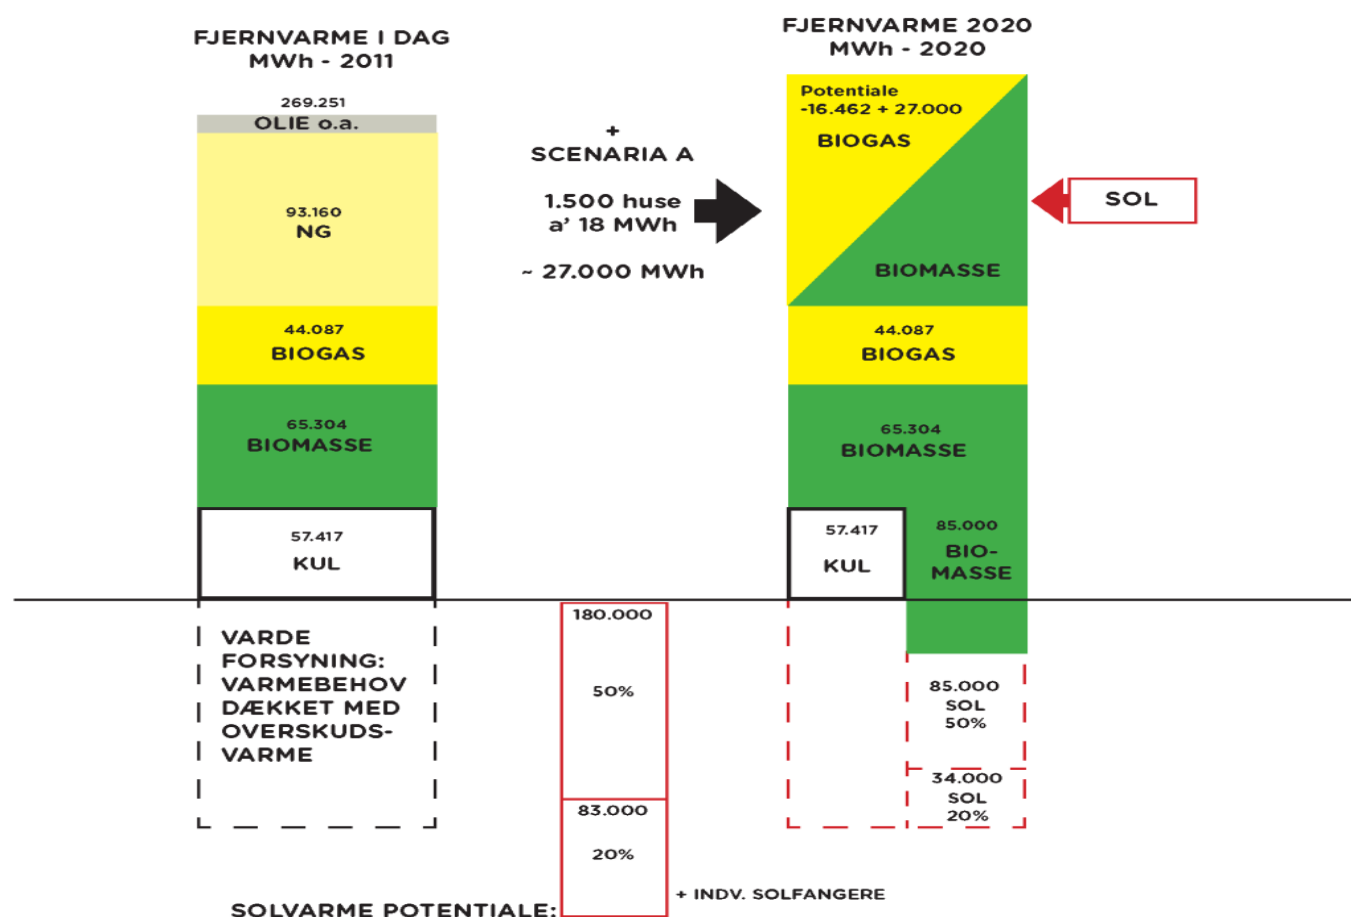 FJERNVARME I DAG
MWh - 2011
269.251
OLIE o.a.
93.160
NG
44.087
BIOGAS
65.304
BIOMASSE
57.417
KUL
VARDE
FORSYNING:
VARMEBEHOV
DÆKKET MED
OVERSKUDS-
VARME
+
SCENARIA A
1.500 huse
a’ 18 MWh
~ 27.000 MWh
180.000
50%
83.000
20%
SOLVARME POTENTIALE:
+ INDV. SOLFANGERE
FJERNVARME 2020
MWh - 2020
Potentiale
-16.462 + 27.000
BIOGAS
BIOMASSE
SOL
44.087
BIOGAS
65.304
BIOMASSE
57.417
KUL
85.000
BIO-
MASSE
85.000
SOL
50%
34.000
SOL
20%